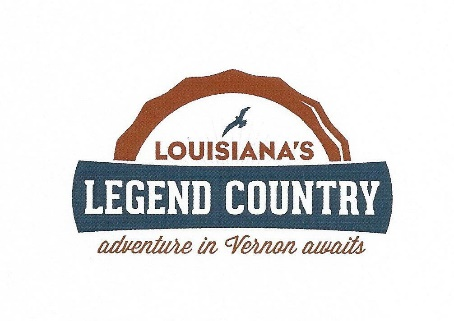 LOUISIANA'S
LEGEND COUNTRY
adventure in Vernon awaits